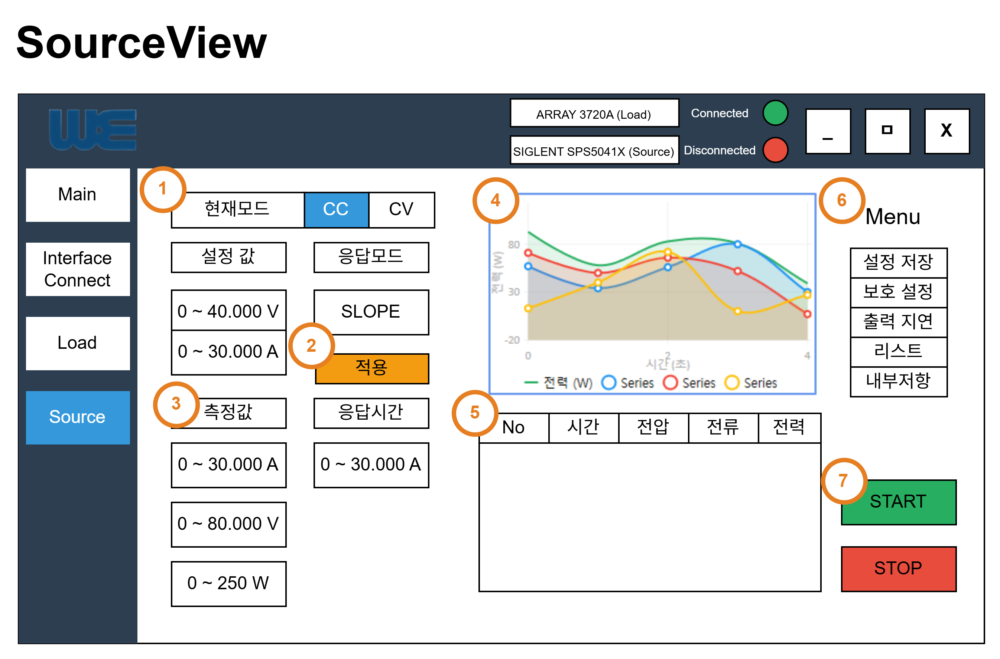 SourceView
WE
ARRAY 3720A (Load)
Connected
_
X
SIGLENT SPS5041X (Source)
Disconnected
Main
Interface
Connect
Load
Source
1
현재모드
CC
CV
설정 값
응답모드
0 ~ 40.000 V
SLOPE
0 ~ 30.000 A
2
적용
3
측정값
응답시간
0 ~ 30.000 A
0 ~ 30.000 A
0 ~ 80.000 V
0 ~ 250 W
4
전력 (W)
80
30
-20
0
2
4
시간 (초)
전력 (W)
Series
Series
Series
5
No
시간
전압
전류
전력
6
Menu
설정 저장
보호 설정
출력 지연
리스트
내부저항
7
START
STOP